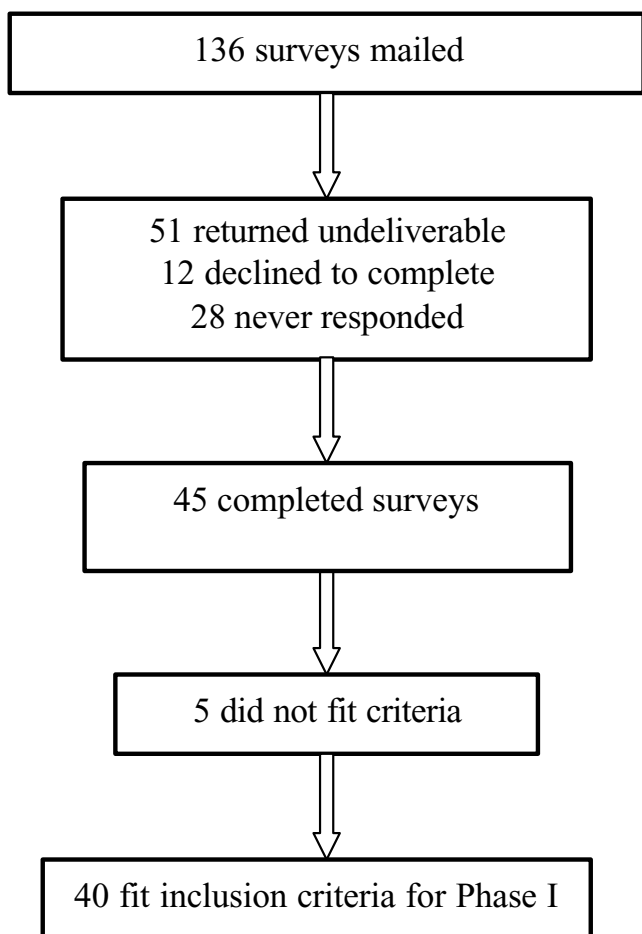 136 surveys mailed
51 returned undeliverable
12 declined to complete
28 never responded
45 completed surveys
5 did not fit criteria
40 fit inclusion criteria for Phase I